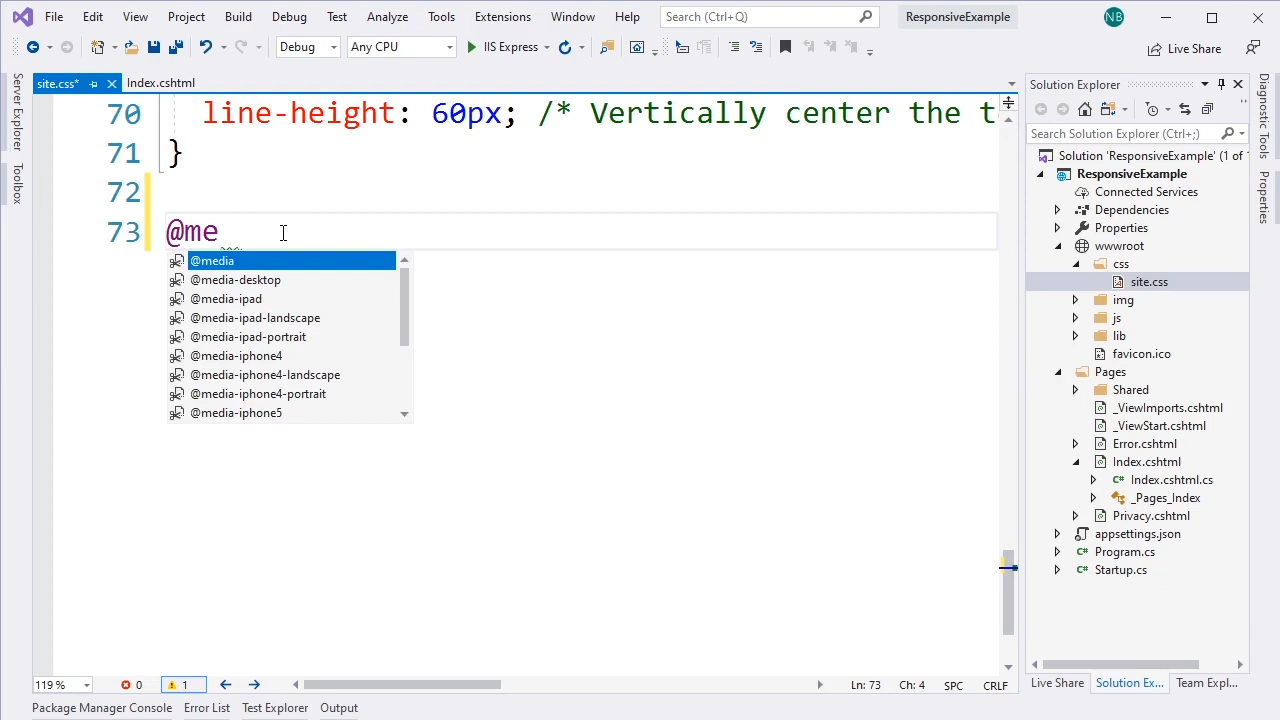 File Edit View Project Build Debug Test Analyze Tools Extensions Window Help Search (Ctrl+Q) ResponsiveExample NB
Debug Any CPU IIS Express Live Share
site.css* Index.cshtml
70 line-height: 60px; /* Vertically center the t
71 }
72
73 @me
@media
@media-desktop
@media-ipad
@media-ipad-landscape
@media-ipad-portrait
@media-iphone4
@media-iphone4-landscape
@media-iphone4-portrait
@media-iphone5
119 % 0 1 Ln: 73 Ch: 4 SPC CRLF
Package Manager Console Error List Test Explorer Output
Server Explorer
Toolbox
Solution Explorer
Search Solution Explorer (Ctrl+;)
Solution 'ResponsiveExample' (1 of 1
ResponsiveExample
Connected Services
Dependencies
Properties
wwwroot
css
site.css
img
js
lib
favicon.ico
Pages
Shared
_ViewImports.cshtml
_ViewStart.cshtml
Error.cshtml
Index.cshtml
Index.cshtml.cs
_Pages_Index
Privacy.cshtml
appsettings.json
Program.cs
Startup.cs
Live Share Solution Ex... Team Expl...
Diagnostic Tools
Properties